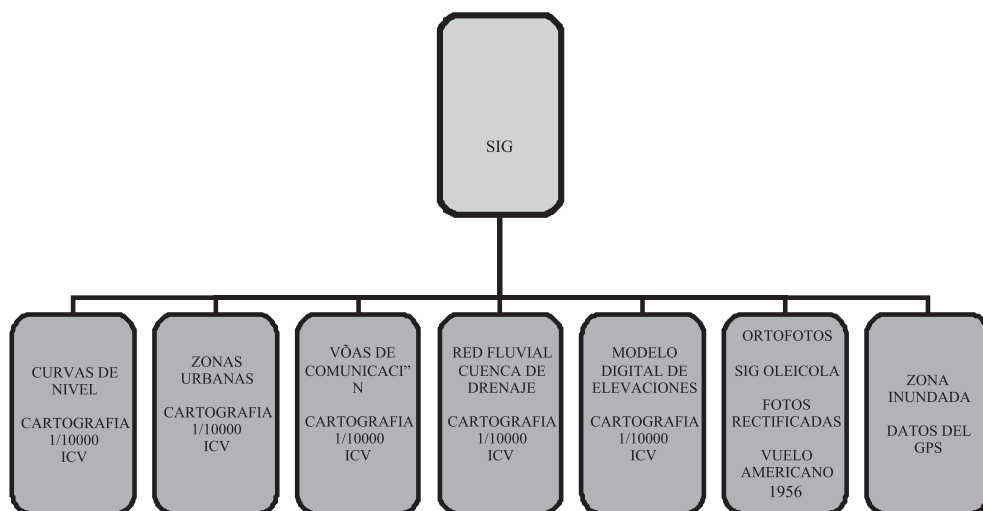 SIG
CURVAS DE
NIVEL
CARTOGRAFIA
1/10000
ICV
ZONAS
URBANAS
CARTOGRAFIA
1/10000
ICV
VÕAS DE
COMUNICACI”
N
CARTOGRAFIA
1/10000
ICV
RED FLUVIAL
CUENCA DE
DRENAJE
CARTOGRAFIA
1/10000
ICV
MODELO
DIGITAL DE
ELEVACIONES
CARTOGRAFIA
1/10000
ICV
ORTOFOTOS
SIG OLEICOLA
FOTOS
RECTIFICADAS
VUELO
AMERICANO
1956
ZONA
INUNDADA
DATOS DEL
GPS